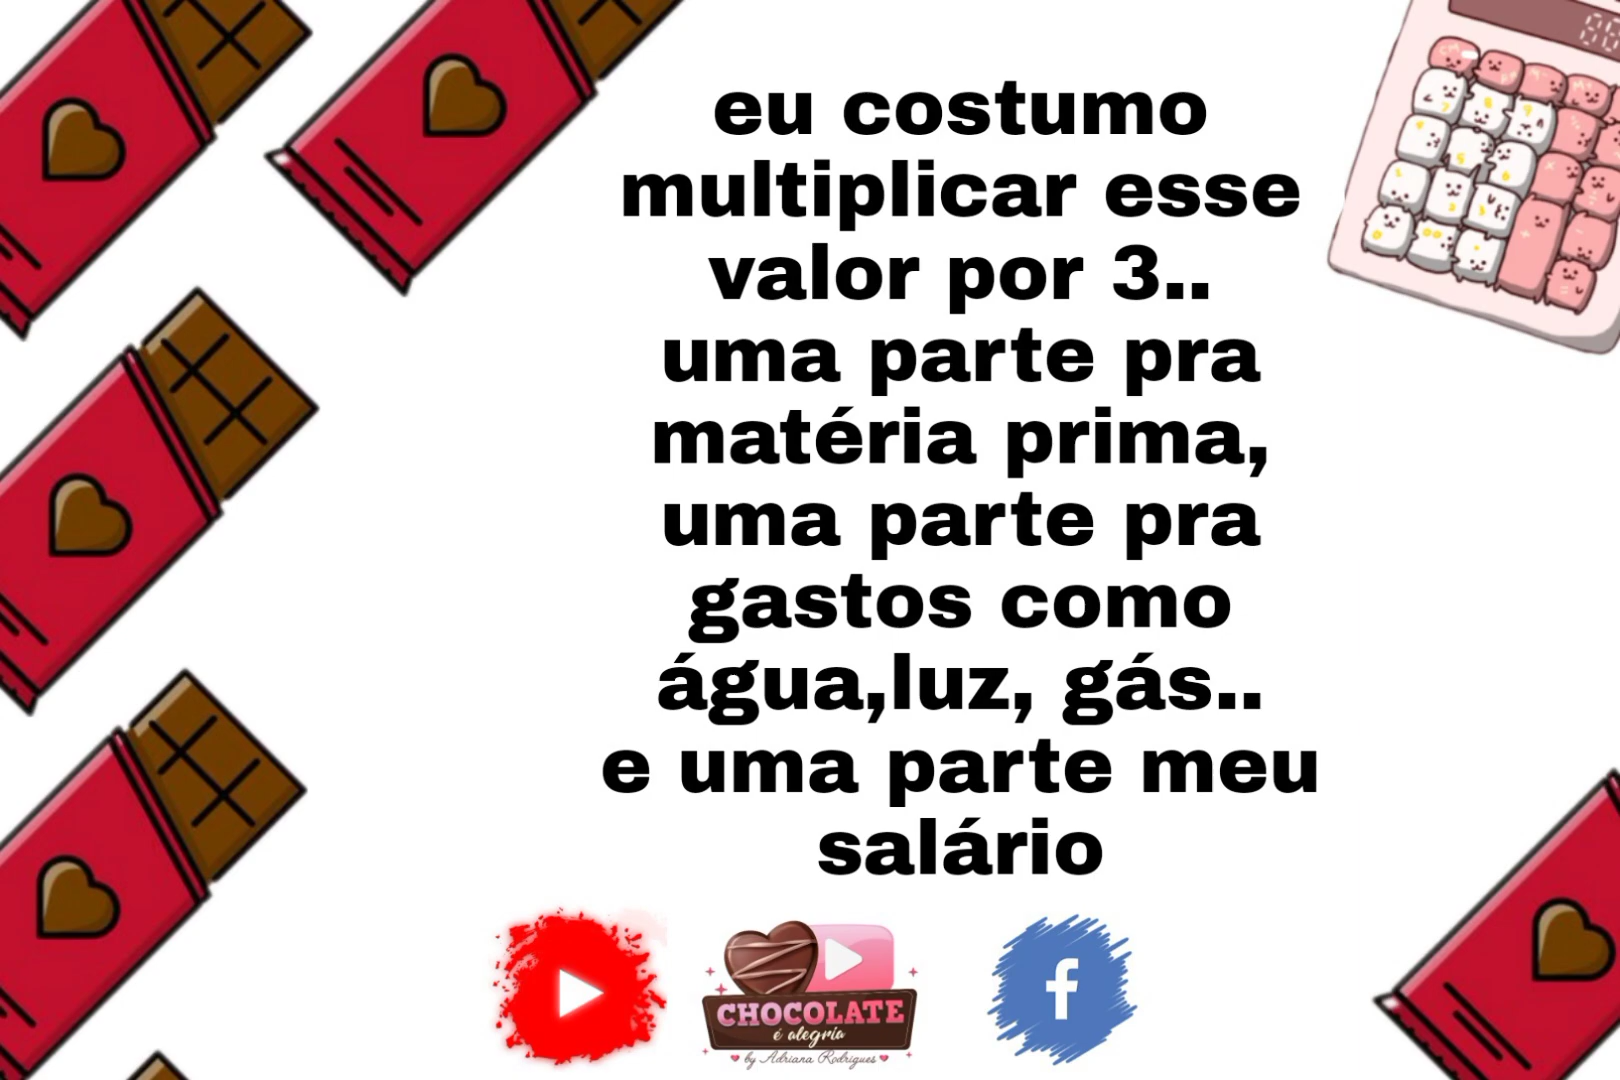 eu costumo
multiplicar esse
valor por 3..
uma parte pra
matéria prima,
uma parte pra
gastos como
água,luz, gás..
e uma parte meu
salário
CHOCOLATE
é alegria
by Adriana Rodrigues